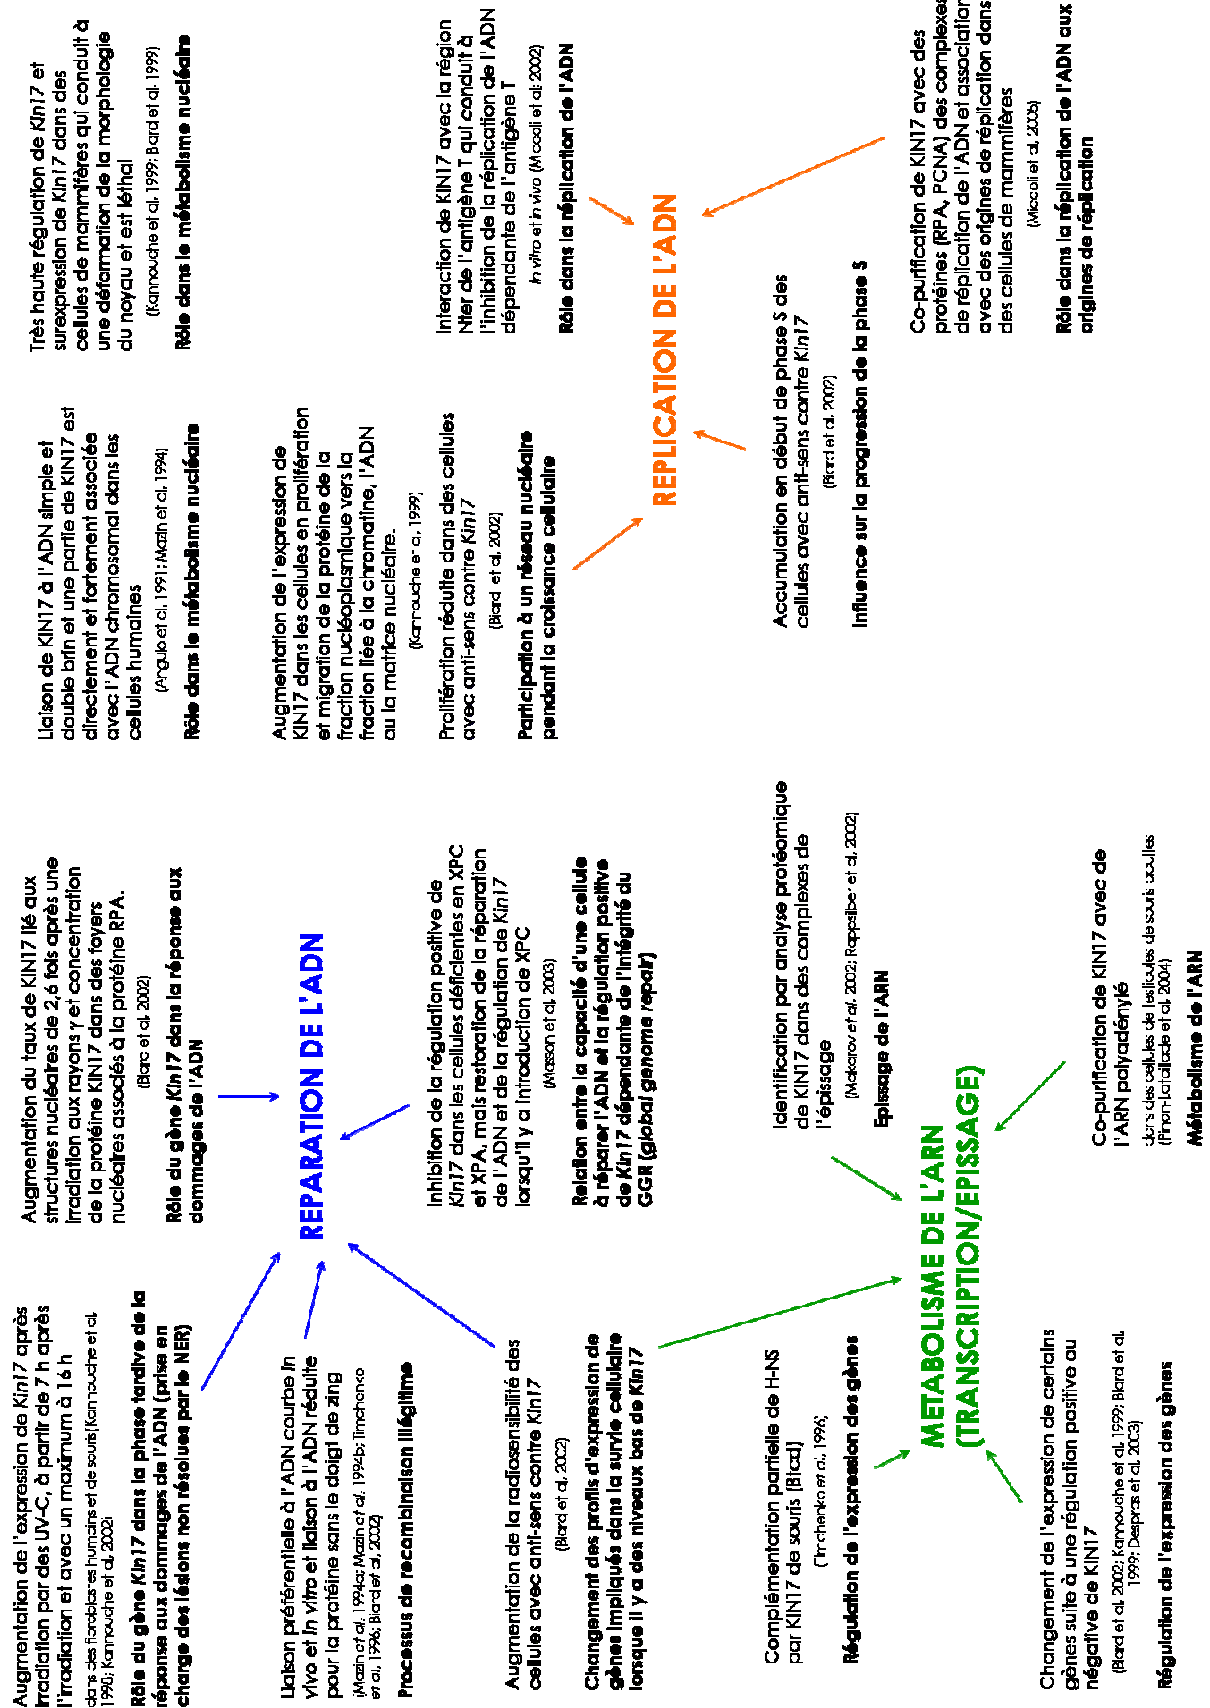 Augmentation de l'expression de Kin17 après
irradiation par des UV-C, à partir de 7 h après
l'irradiation et avec un maximum à 16 h
dans des fibroblastes humains et de souris (Kannouche et al.
1998; Kannouche et al. 2002)
Rôle du gène Kin17 dans la phase tardive de la
réponse aux dommages de l'ADN (prise en
charge des lésions non résolues par le NER)
Augmentation du taux de KIN17 lié aux
structures nucléaires de 2,6 fois après une
irradiation aux rayons γ et concentration
de la protéine KIN17 dans des foyers
nucléaires associés à la protéine RPA.
(Biard et al. 2002)
Rôle du gène Kin17 dans la réponse aux
dommages de l'ADN
Liaison de KIN17 à l'ADN simple et
double brin et une partie de KIN17 est
directement et fortement associée
avec l'ADN chromosomal dans les
cellules humaines
(Angulo et al. 1991; Mazin et al. 1994)
Rôle dans le métabolisme nucléaire
Très haute régulation de Kin17 et
surexpression de Kin17 dans des
cellules de mammifères qui conduit à
une déformation de la morphologie
du noyau et est léthal
(Kannouche et al. 1999; Biard et al. 1999)
Rôle dans le métabolisme nucléaire
Liaison préférentielle à l'ADN courbe in
vivo et in vitro et liaison à l'ADN réduite
pour la protéine sans le doigt de zing
(Mazin et al. 1994a; Mazin et al. 1994b; Timchenko
et al. 1996; Biard et al. 2002)
Processus de recombinaison illégitime
REPARATION DE L'ADN
Augmentation de l'expression de
KIN17 dans les cellules en prolifération
et migration de la protéine de la
fraction nucléoplasmique vers la
fraction liée à la chromatine, l'ADN
ou la matrice nucléaire.
(Kannouche et al. 1999)
Prolifération réduite dans des cellules
avec anti-sens contre Kin17
(Biard et al. 2002)
Participation à un réseau nucléaire
pendant la croissance cellulaire
Interaction de KIN17 avec la région
Nter de l'antigène T qui conduit à
l'inhibition de la réplication de l'ADN
dépendante de l'antigène T
In vitro et in vivo (Miccoli et al. 2002)
Rôle dans la réplication de l'ADN
Augmentation de la radiosensibilité des
cellules avec anti-sens contre Kin17
(Biard et al. 2002)
Changement des profils d'expression de
gènes impliqués dans la survie cellulaire
lorsque il y a des niveaux bas de Kin17
Inhibition de la régulation positive de
Kin17 dans les cellules déficientes en XPC
et XPA, mais restoration de la réparation
de l'ADN et de la régulation de Kin17
lorsqu'il y a introduction de XPC
(Masson et al. 2003)
Relation entre la capacité d'une cellule
à réparer l'ADN et la régulation positive
de Kin17 dépendante de l'intégrité du
GGR (global genome repair)
REPLICATION DE L'ADN
Complémentation partielle de H-NS
par KIN17 de souris (Btcd)
(Timchenko et al. 1996)
Régulation de l'expression des gènes
Identification par analyse protéomique
de KIN17 dans des complexes de
l'épissage
(Makarov et al. 2002; Rappsilber et al. 2002)
Epissage de l'ARN
Accumulation en début de phase S des
cellules avec anti-sens contre Kin17
(Biard et al. 2002)
Influence sur la progression de la phase S
Co-purification de KIN17 avec des
protéines (RPA, PCNA) des complexes
de réplication de l'ADN et association
avec des origines de réplication dans
des cellules de mammifères
(Miccoli et al. 2005)
Rôle dans la réplication de l'ADN aux
origines de réplication
METABOLISME DE L'ARN
(TRANSCRIPTION/EPISSAGE)
Changement de l'expression de certains
gènes suite à une régulation positive au
négative de KIN17
(Biard et al. 2002; Kannouche et al. 1999; Biard et al.
1999; Despras et al. 2003)
Régulation de l'expression des gènes
Co-purification de KIN17 avec de
l'ARN polyadénylé
dans des cellules de testicules de souris adultes
(Pinon-Lataillade et al. 2004)
Métabolisme de l'ARN